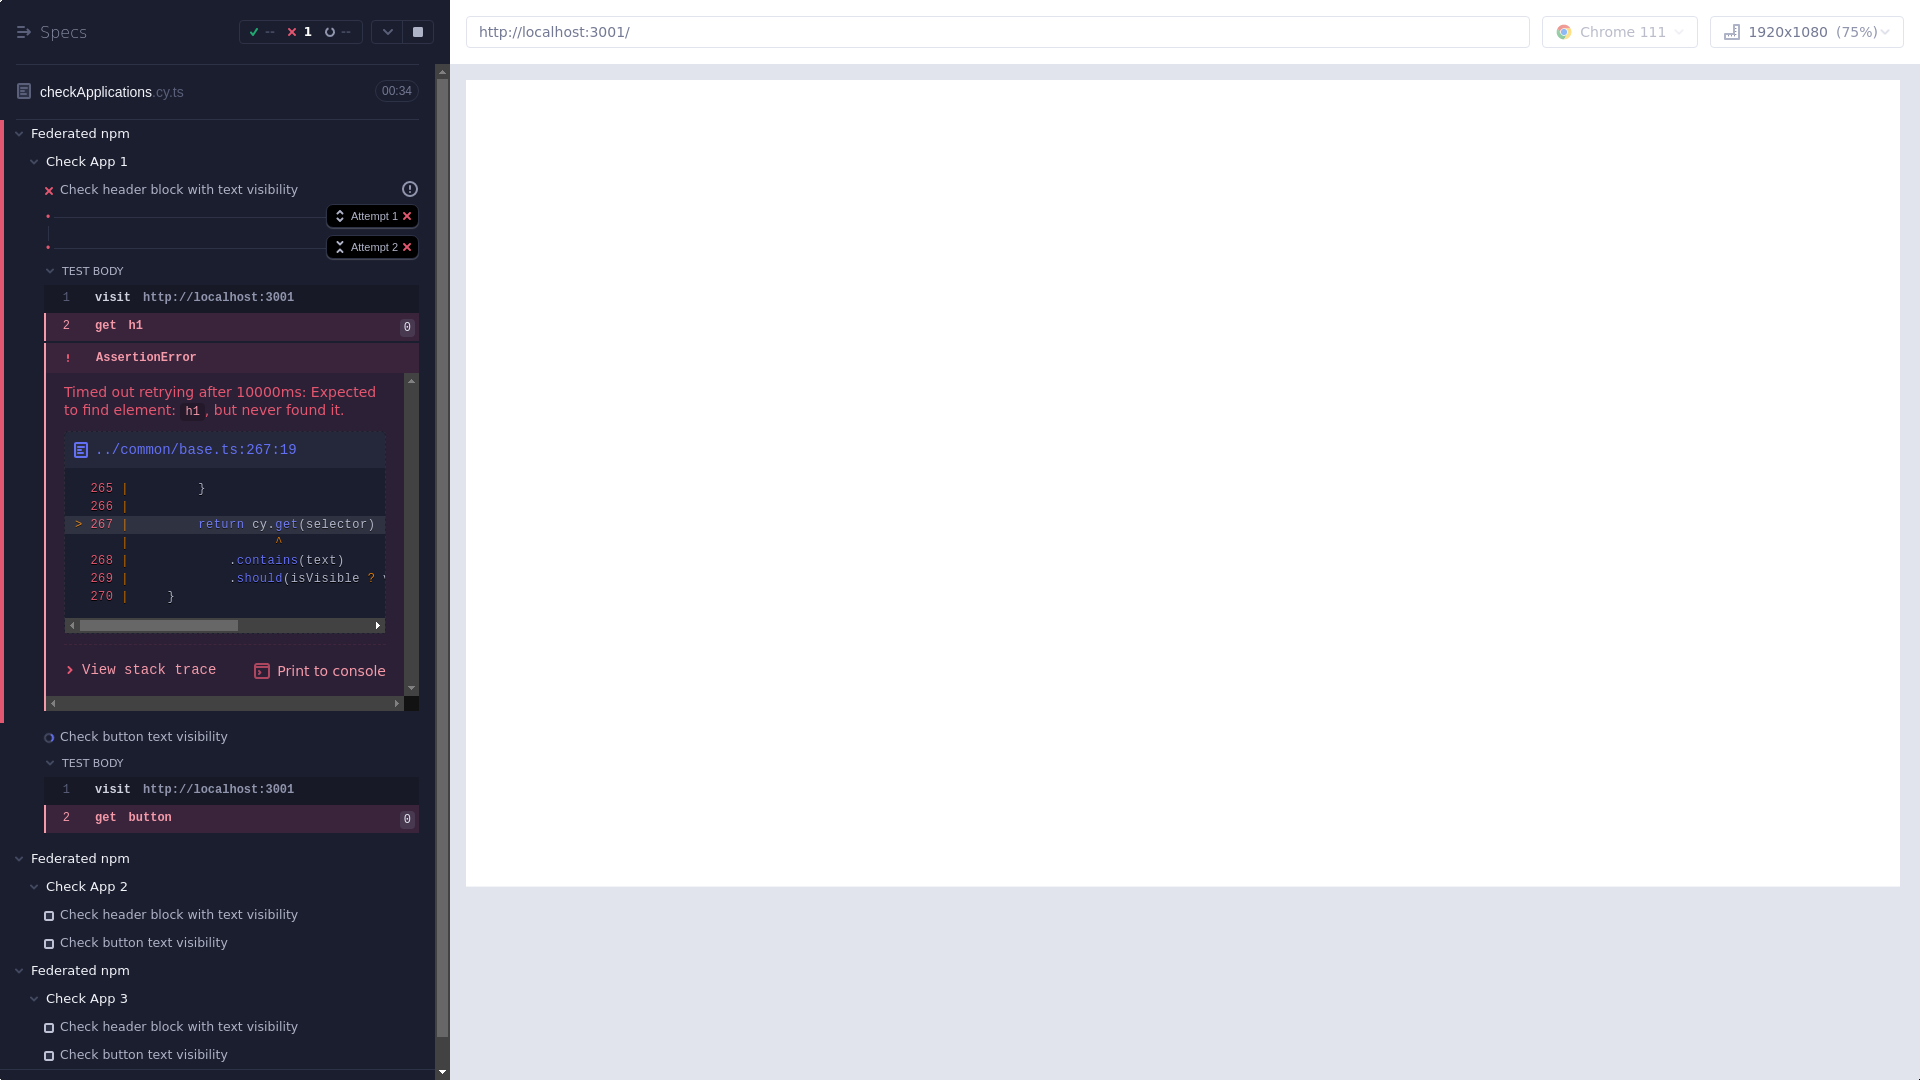 Specs
-- 1 --
checkApplications.cy.ts 00:34
Federated npm
Check App 1
Check header block with text visibility
Attempt 1
Attempt 2
TEST BODY
1 visit http://localhost:3001
2 get h1 0
! AssertionError
Timed out retrying after 10000ms: Expected
to find element: h1, but never found it.
../common/base.ts:267:19
265 | }
266 |
> 267 | return cy.get(selector)
| ^
268 | .contains(text)
269 | .should(isVisible ?
270 | }
View stack trace Print to console
Check button text visibility
TEST BODY
1 visit http://localhost:3001
2 get button 0
Federated npm
Check App 2
Check header block with text visibility
Check button text visibility
Federated npm
Check App 3
Check header block with text visibility
Check button text visibility
http://localhost:3001/
Chrome 111
1920x1080 (75%)